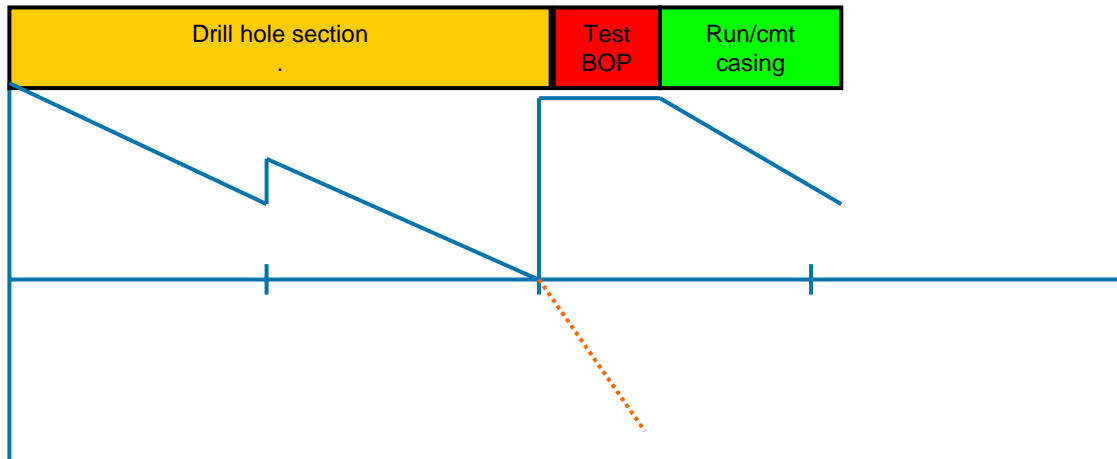 Drill hole section
.
Test
BOP
Run/cmt
casing